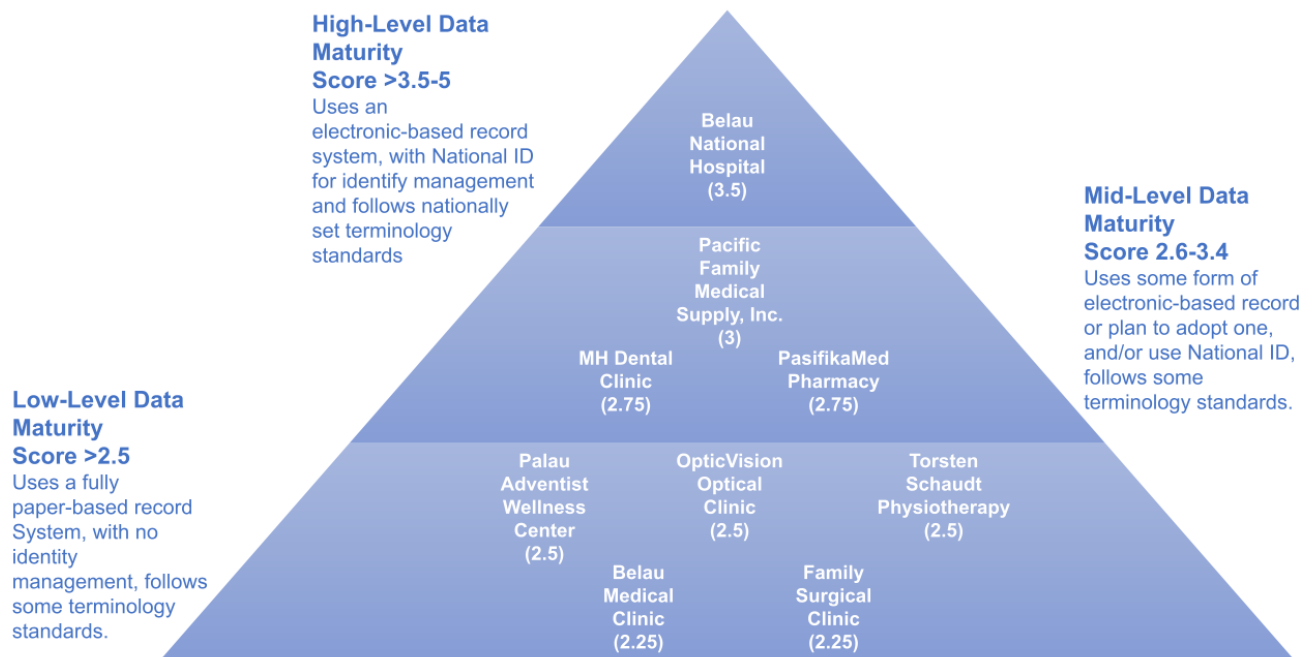 High-Level Data
Maturity
Score >3.5-5
Uses an
electronic-based record
system, with National ID
for identify management
and follows nationally
set terminology
standards
Belau
National
Hospital
(3.5)
Mid-Level Data
Maturity
Score 2.6-3.4
Uses some form of
electronic-based record
or plan to adopt one,
and/or use National ID,
follows some
terminology standards.
Pacific
Family
Medical
Supply, Inc.
(3)
MH Dental
Clinic
(2.75)
PasifikaMed
Pharmacy
(2.75)
Low-Level Data
Maturity
Score >2.5
Uses a fully
paper-based record
System, with no
identity
management, follows
some terminology
standards.
Palau
Adventist
Wellness
Center
(2.5)
OpticVision
Optical
Clinic
(2.5)
Torsten
Schaudt
Physiotherapy
(2.5)
Belau
Medical
Clinic
(2.25)
Family
Surgical
Clinic
(2.25)